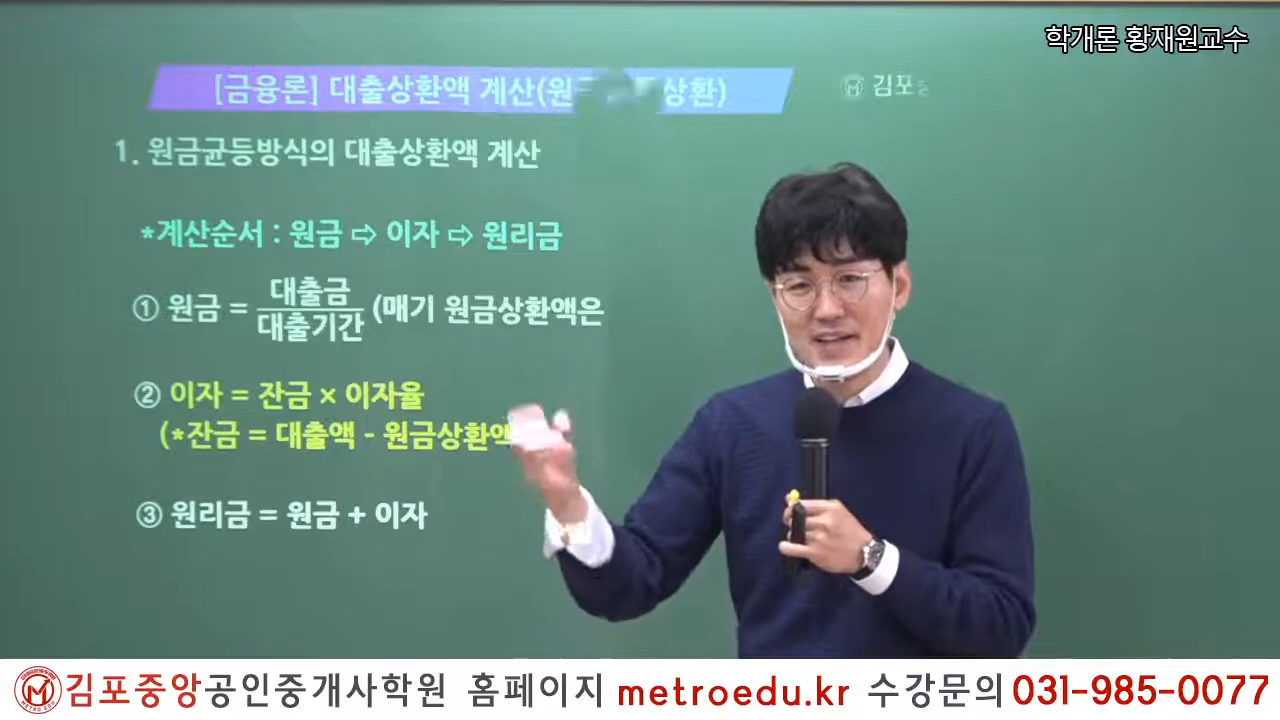 학개론 황재원교수
[금융론] 대출상환액 계산(원 상환)
김포
1. 원금균등방식의 대출상환액 계산
*계산순서 : 원금 ⇨ 이자 ⇨ 원리금
① 원금 = 대출금
대출기간 (매기 원금상환액은
② 이자 = 잔금 × 이자율
(*잔금 = 대출액 - 원금상환액
③ 원리금 = 원금 + 이자
METRO EDU
김포중앙공인중개사학원 홈페이지 metroedu.kr 수강문의 031-985-0077